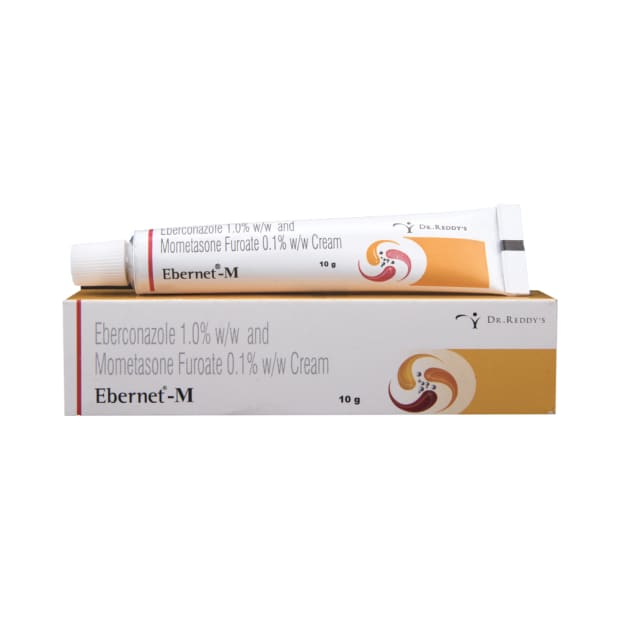 Eberconazole 1.0% w/w and
Mometasone Furoate 0.1% w/w Cream
Ebernet®-M
10 g
DR.REDDY'S
Eberconazole 1.0% w/w and
Mometasone Furoate 0.1% w/w Cream
Ebernet®-M
10 g
DR.REDDY'S